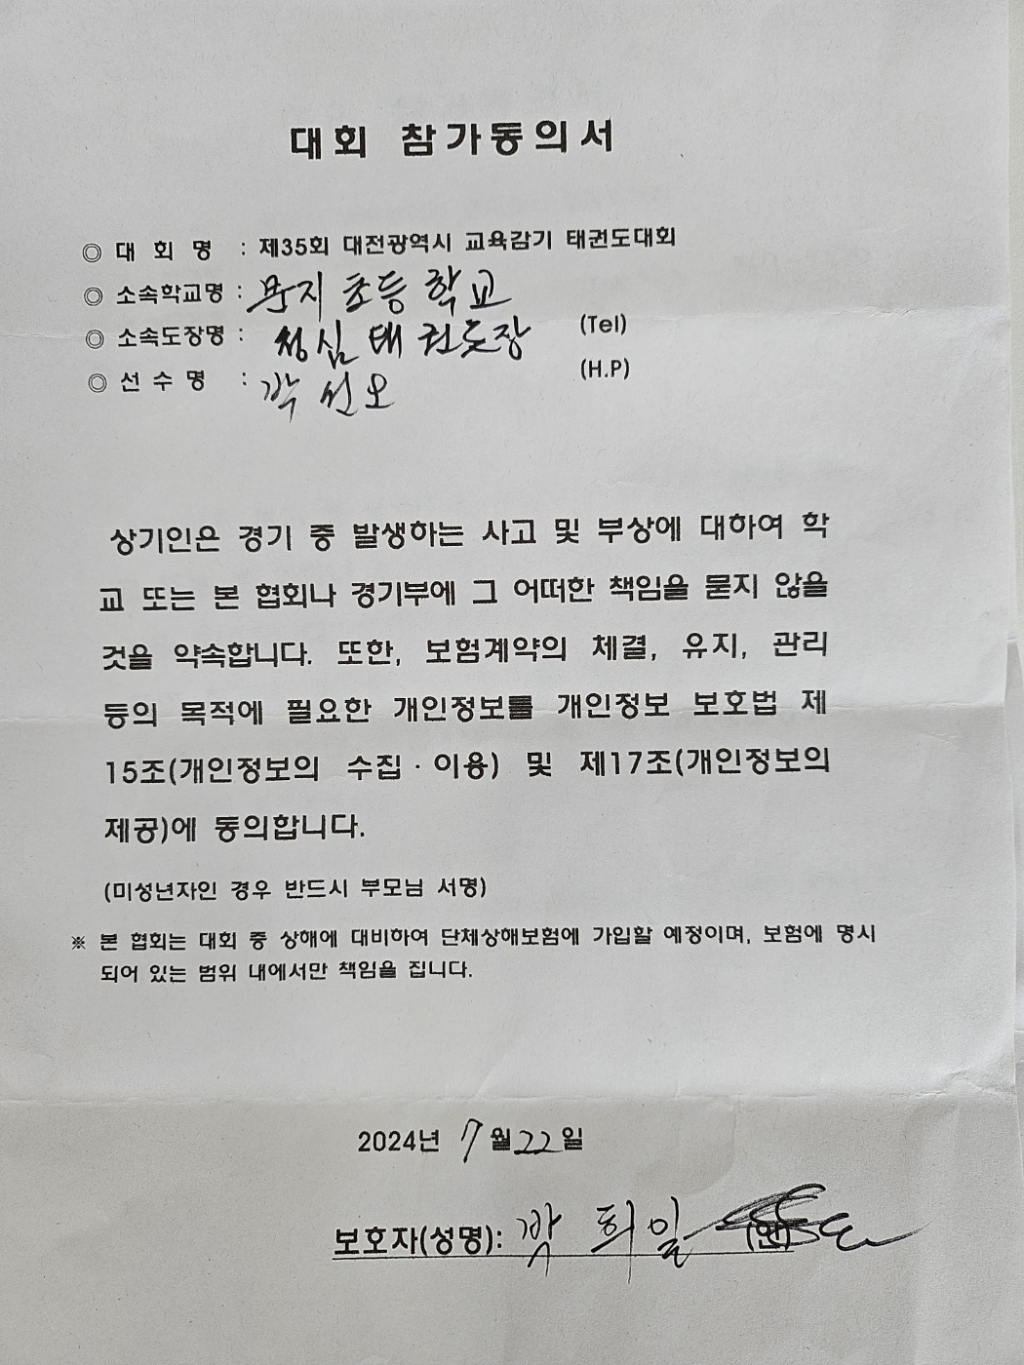 대회 참가동의서
◎ 대 회 명 : 제35회 대전광역시 교육감기 태권도대회
◎ 소속학교명 : 문지초등학교
◎ 소속도장명 : 정심태권도장 (Tel)
◎ 선 수 명 : 박선오 (H.P)
상기인은 경기 중 발생하는 사고 및 부상에 대하여 학
교 또는 본 협회나 경기부에 그 어떠한 책임을 묻지 않을
것을 약속합니다. 또한, 보험계약의 체결, 유지, 관리
등의 목적에 필요한 개인정보를 개인정보 보호법 제
15조(개인정보의 수집·이용) 및 제17조(개인정보의
제공)에 동의합니다.
(미성년자인 경우 반드시 부모님 서명)
※ 본 협회는 대회 중 상해에 대비하여 단체상해보험에 가입할 예정이며, 보험에 명시
되어 있는 범위 내에서만 책임을 집니다.
2024년 7월 22일
보호자(성명): 박희일 (인)